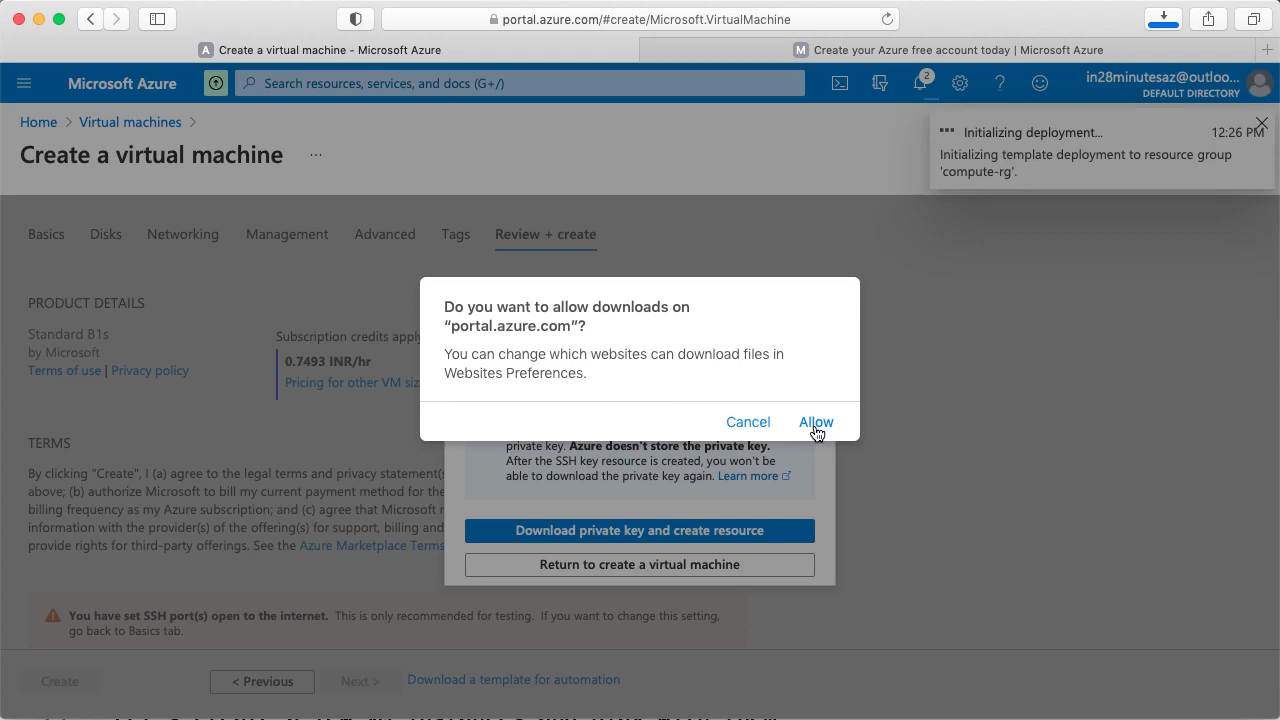 portal.azure.com/#create/Microsoft.VirtualMachine
A Create a virtual machine - Microsoft Azure
M Create your Azure free account today | Microsoft Azure
Microsoft Azure
Search resources, services, and docs (G+/)
2
in28minutesaz@outloo...
DEFAULT DIRECTORY
Home > Virtual machines >
Create a virtual machine ...
Initializing deployment... 12:26 PM
Initializing template deployment to resource group
'compute-rg'.
Basics Disks Networking Management Advanced Tags Review + create
PRODUCT DETAILS
Standard B1s
by Microsoft
Terms of use | Privacy policy
Subscription credits apply
0.7493 INR/hr
Pricing for other VM siz
Do you want to allow downloads on
“portal.azure.com”?
You can change which websites can download files in
Websites Preferences.
Cancel Allow
private key. Azure doesn't store the private key.
After the SSH key resource is created, you won't be
able to download the private key again. Learn more
Download private key and create resource
Return to create a virtual machine
TERMS
By clicking "Create", I (a) agree to the legal terms and privacy statement(s
above; (b) authorize Microsoft to bill my current payment method for the
billing frequency as my Azure subscription; and (c) agree that Microsoft r
information with the provider(s) of the offering(s) for support, billing and
provide rights for third-party offerings. See the Azure Marketplace Terms
You have set SSH port(s) open to the internet. This is only recommended for testing. If you want to change this setting,
go back to Basics tab.
Create < Previous Next > Download a template for automation